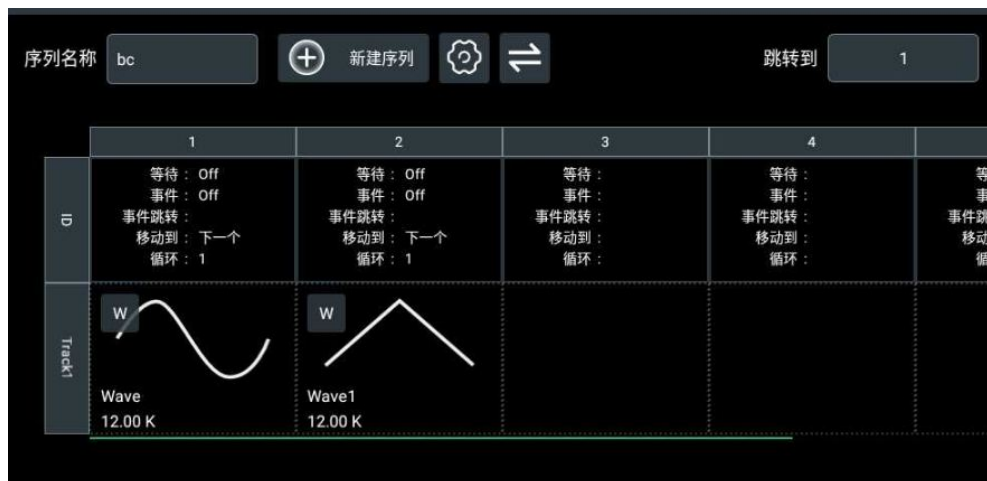 序列名称 bc 新建序列 跳转到 1
1 2 3 4
ID
等待： Off
事件： Off
事件跳转：
移动到： 下一个
循环： 1
等待： Off
事件： Off
事件跳转：
移动到： 下一个
循环： 1
等待：
事件：
事件跳转：
移动到：
循环：
等待：
事件：
事件跳转：
移动到：
循环：
Track1
W
Wave
12.00 K
W
Wave1
12.00 K